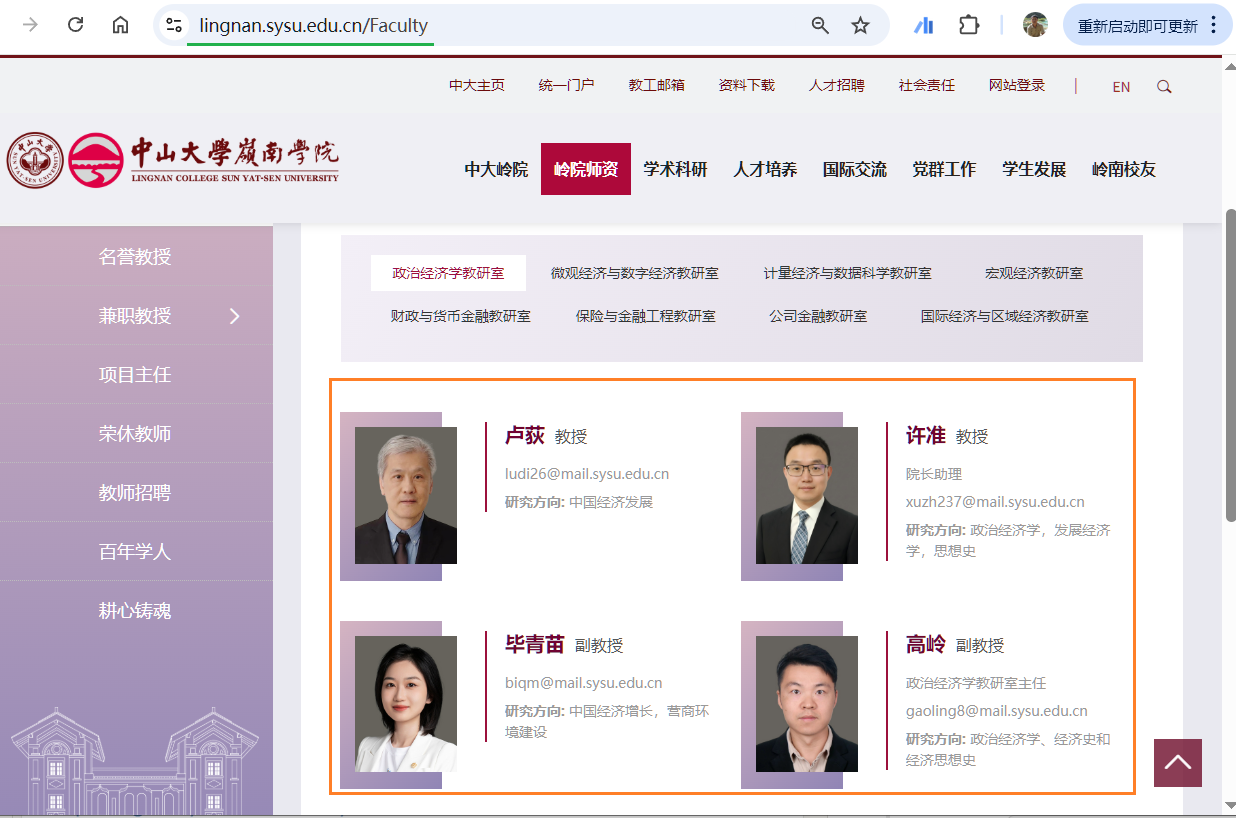 lingnan.sysu.edu.cn/Faculty
重新启动即可更新
中大主页 统一门户 教工邮箱 资料下载 人才招聘 社会责任 网站登录 | EN
中山大學 嶺南學院
LINGNAN COLLEGE SUN YAT-SEN UNIVERSITY
中大岭院 岭院师资 学术科研 人才培养 国际交流 党群工作 学生发展 岭南校友
名誉教授
兼职教授
项目主任
荣休教师
教师招聘
百年学人
耕心铸魂
政治经济学教研室 微观经济与数字经济教研室 计量经济与数据科学教研室 宏观经济教研室
财政与货币金融教研室 保险与金融工程教研室 公司金融教研室 国际经济与区域经济教研室
卢荻 教授
ludi26@mail.sysu.edu.cn
研究方向: 中国经济发展
许准 教授
院长助理
xuzh237@mail.sysu.edu.cn
研究方向: 政治经济学，发展经济
学，思想史
毕青苗 副教授
biqm@mail.sysu.edu.cn
研究方向: 中国经济增长，营商环
境建设
高岭 副教授
政治经济学教研室主任
gaoling8@mail.sysu.edu.cn
研究方向: 政治经济学、经济史和
经济思想史